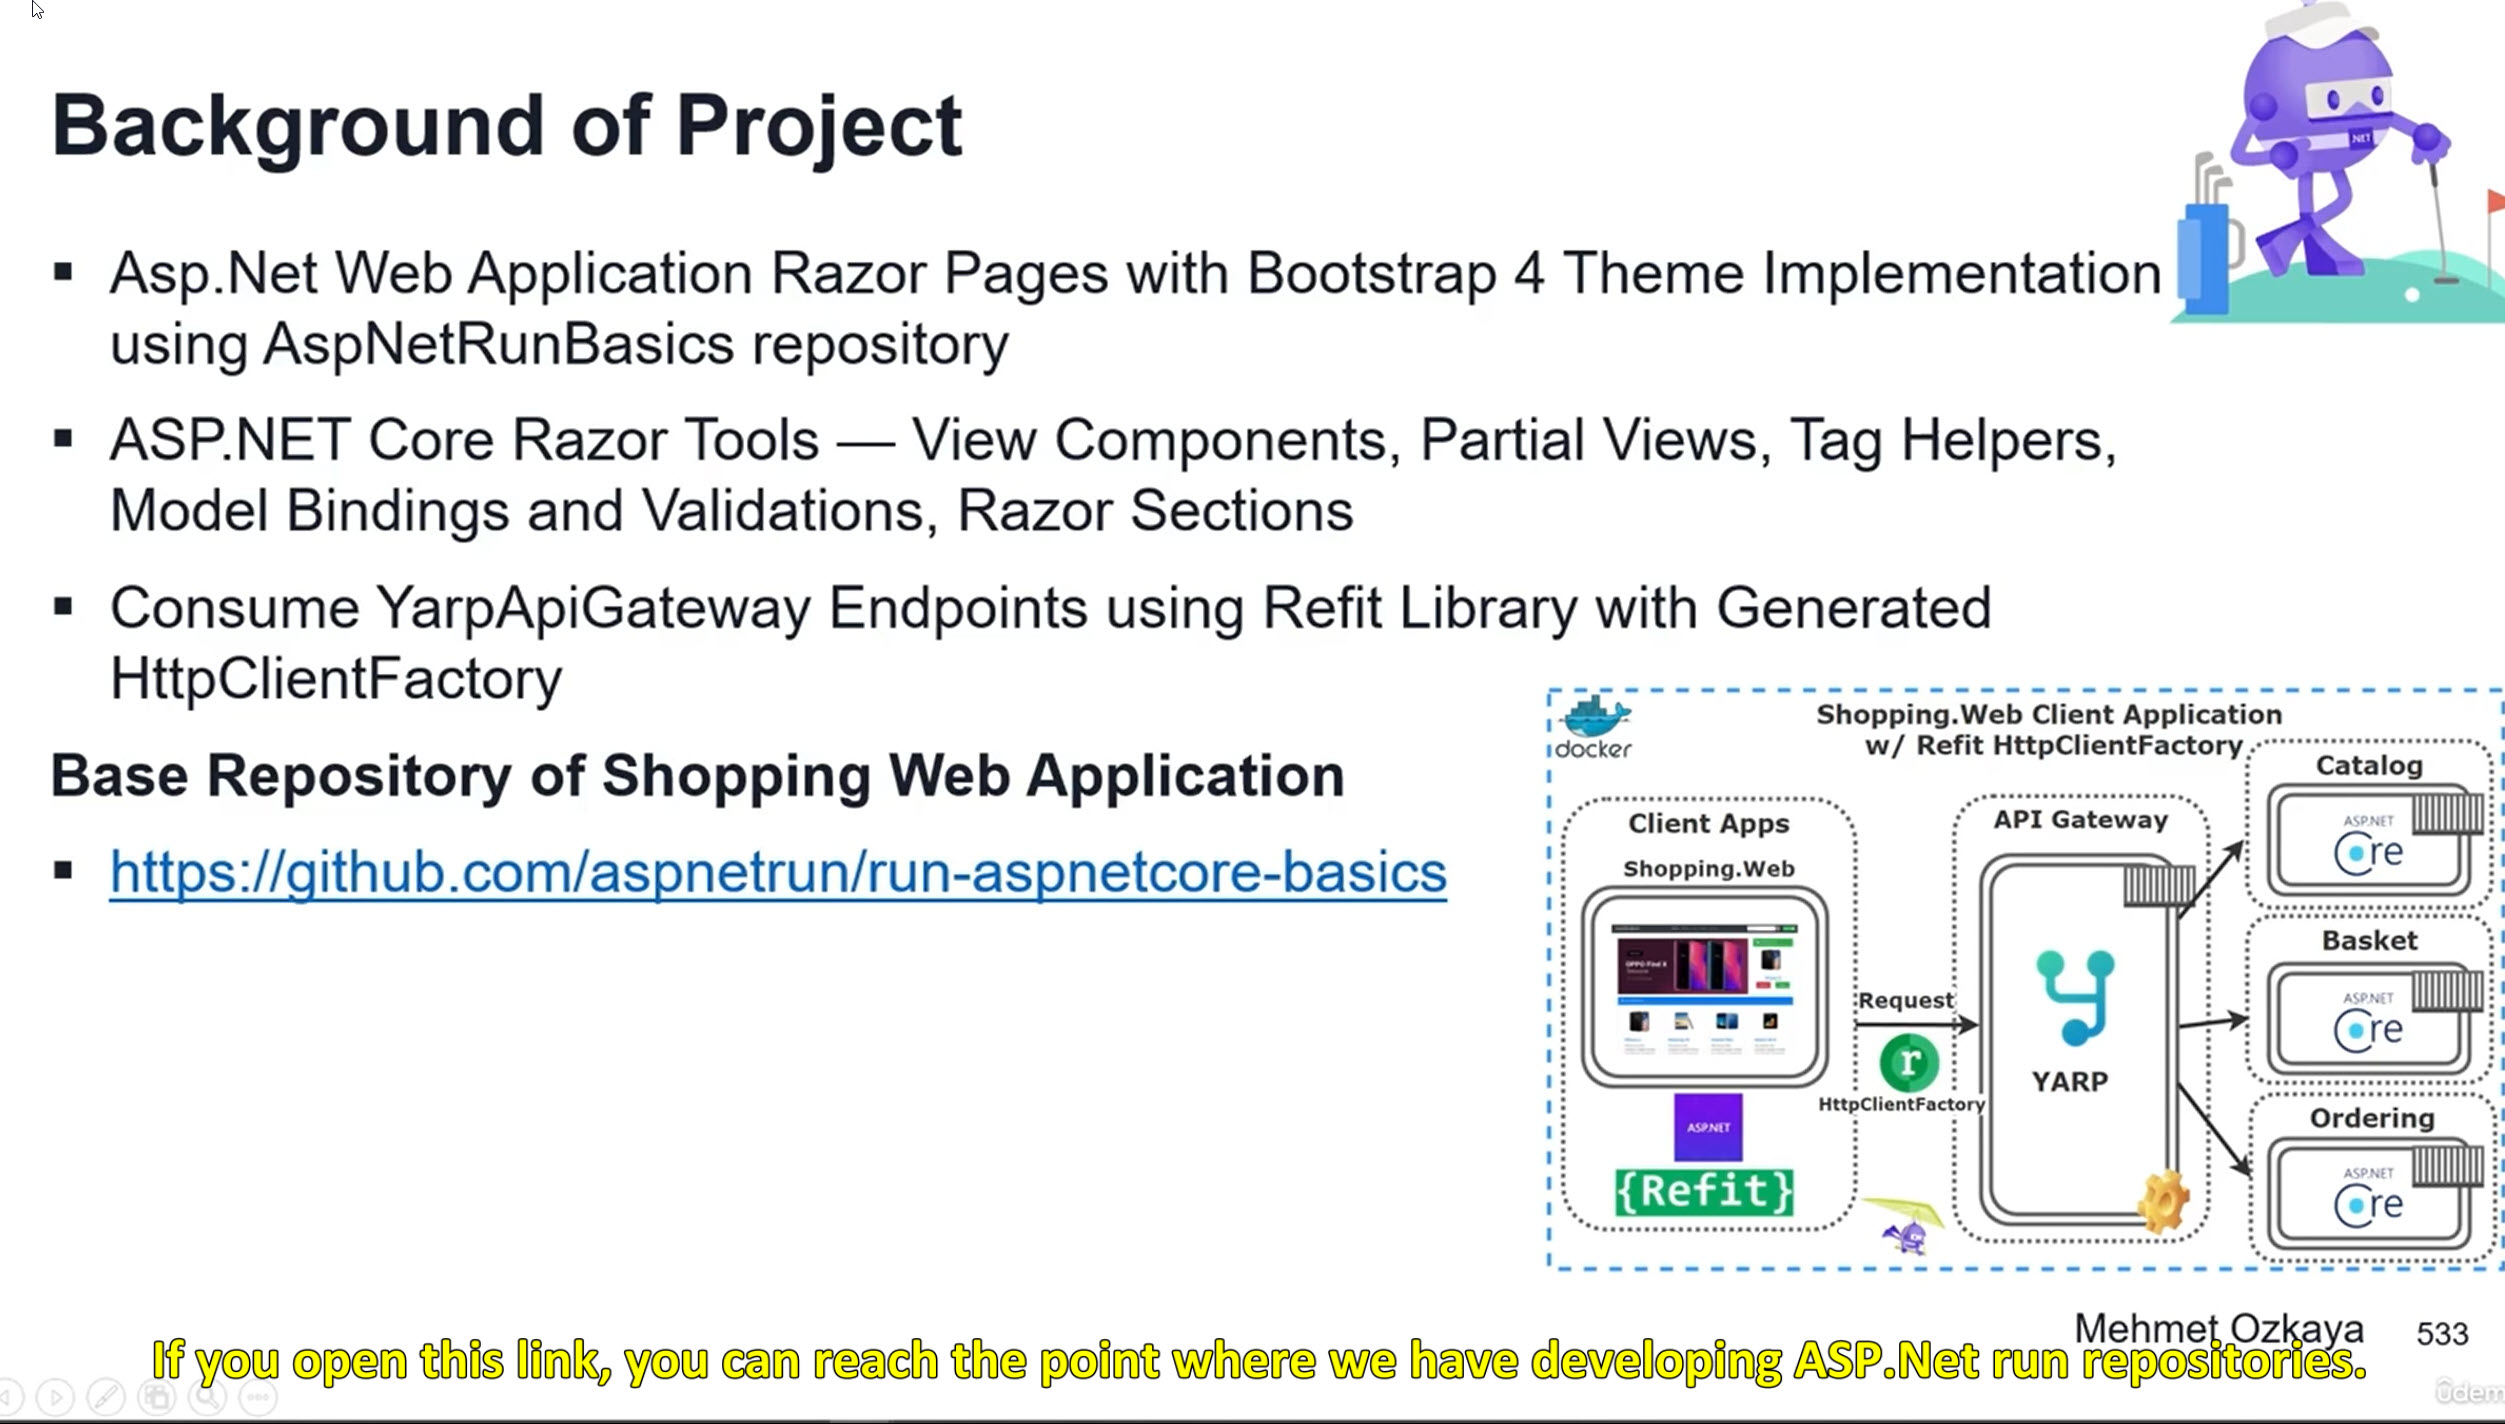 Background of Project
NET
Asp.Net Web Application Razor Pages with Bootstrap 4 Theme Implementation
using AspNetRunBasics repository
ASP.NET Core Razor Tools — View Components, Partial Views, Tag Helpers,
Model Bindings and Validations, Razor Sections
Consume YarpApiGateway Endpoints using Refit Library with Generated
HttpClientFactory
Base Repository of Shopping Web Application
https://github.com/aspnetrun/run-aspnetcore-basics
docker
Shopping.Web Client Application
w/ Refit HttpClientFactory
Client Apps
Shopping.Web
ASP.NET
{Refit}
Request
r
HttpClientFactory
API Gateway
YARP
Catalog
ASP.NET
Core
Basket
ASP.NET
Core
Ordering
ASP.NET
Core
Mehmet Ozkaya 533
If you open this link, you can reach the point where we have developing ASP.Net run repositories.